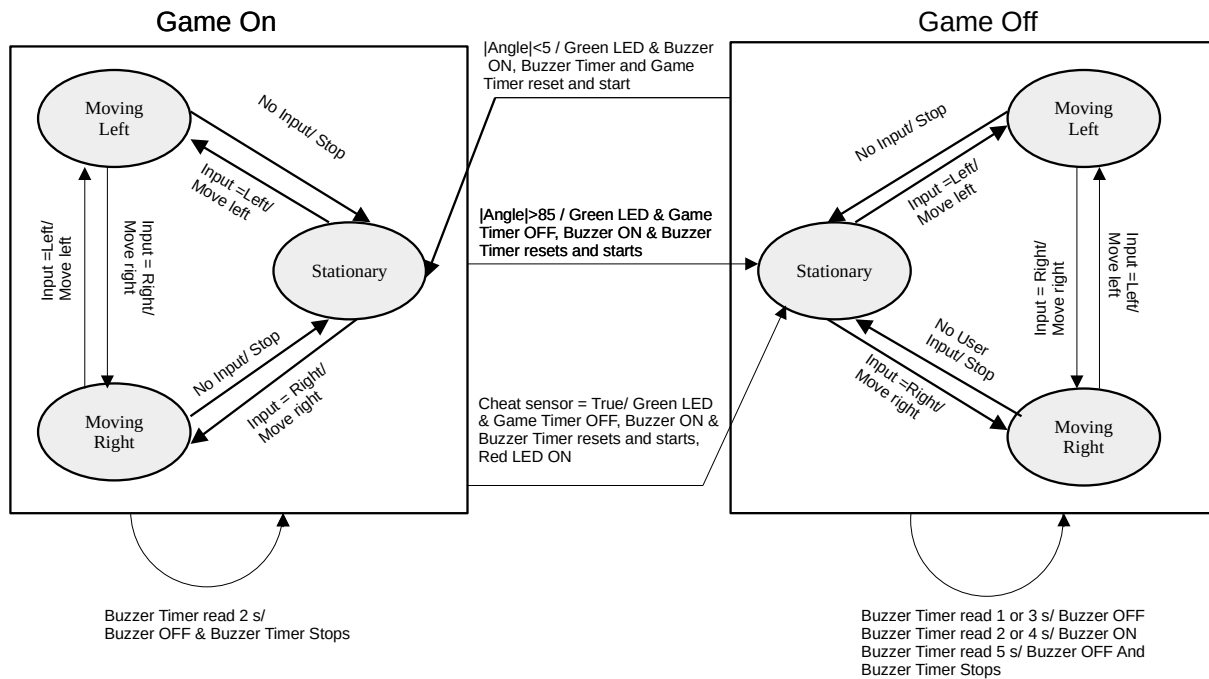 Game On
Game Off
|Angle|<5 / Green LED & Buzzer
ON, Buzzer Timer and Game
Timer reset and start
Moving
Left
No Input/ Stop
Input =Left/
Move left
Input =Left/
Move left
Input = Right/
Move right
Stationary
No Input/ Stop
Input = Right/
Move right
Moving
Right
|Angle|>85 / Green LED & Game
Timer OFF, Buzzer ON & Buzzer
Timer resets and starts
Cheat sensor = True/ Green LED
& Game Timer OFF, Buzzer ON &
Buzzer Timer resets and starts,
Red LED ON
Moving
Left
No Input/ Stop
Input =Left/
Move left
Stationary
Input = Right/
Move right
Input =Left/
Move left
No User
Input/ Stop
Input =Right/
Move right
Moving
Right
Buzzer Timer read 2 s/
Buzzer OFF & Buzzer Timer Stops
Buzzer Timer read 1 or 3 s/ Buzzer OFF
Buzzer Timer read 2 or 4 s/ Buzzer ON
Buzzer Timer read 5 s/ Buzzer OFF And
Buzzer Timer Stops